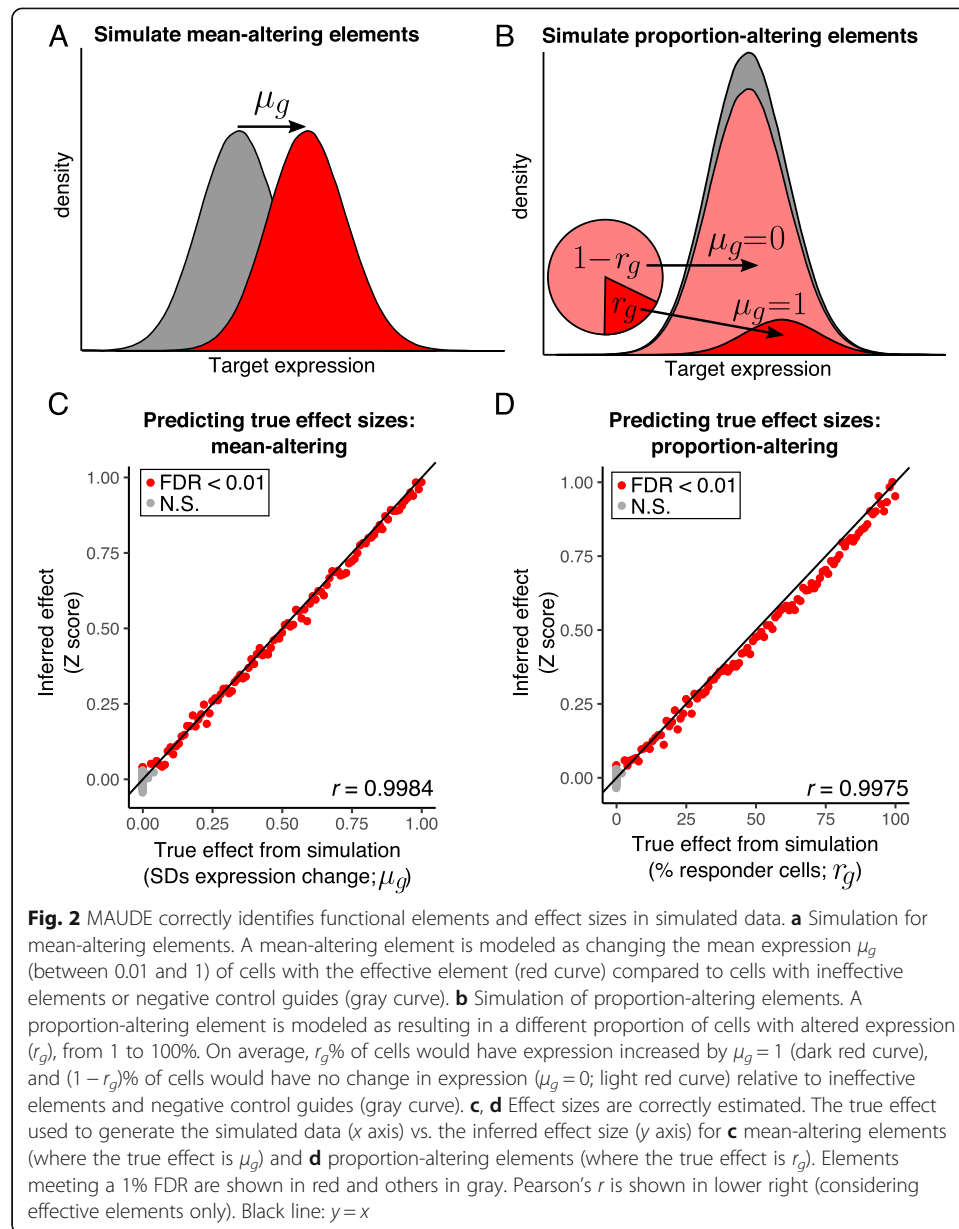 A
Simulate mean-altering elements
μg
density
Target expression
B
Simulate proportion-altering elements
density
1−rg
μg=0
rg
μg=1
Target expression
C
Predicting true effect sizes:
mean-altering
FDR < 0.01
N.S.
1.00
0.75
0.50
0.25
0.00
Inferred effect
(Z score)
r = 0.9984
0.00 0.25 0.50 0.75 1.00
True effect from simulation
(SDs expression change; μg)
D
Predicting true effect sizes:
proportion-altering
FDR < 0.01
N.S.
1.00
0.75
0.50
0.25
0.00
Inferred effect
(Z score)
r = 0.9975
0 25 50 75 100
True effect from simulation
(% responder cells; rg)
Fig. 2 MAUDE correctly identifies functional elements and effect sizes in simulated data. a Simulation for
mean-altering elements. A mean-altering element is modeled as changing the mean expression μg
(between 0.01 and 1) of cells with the effective element (red curve) compared to cells with ineffective
elements or negative control guides (gray curve). b Simulation of proportion-altering elements. A
proportion-altering element is modeled as resulting in a different proportion of cells with altered expression
(rg), from 1 to 100%. On average, rg% of cells would have expression increased by μg = 1 (dark red curve),
and (1 − rg)% of cells would have no change in expression (μg = 0; light red curve) relative to ineffective
elements and negative control guides (gray curve). c, d Effect sizes are correctly estimated. The true effect
used to generate the simulated data (x axis) vs. the inferred effect size (y axis) for c mean-altering elements
(where the true effect is μg) and d proportion-altering elements (where the true effect is rg). Elements
meeting a 1% FDR are shown in red and others in gray. Pearson's r is shown in lower right (considering
effective elements only). Black line: y = x